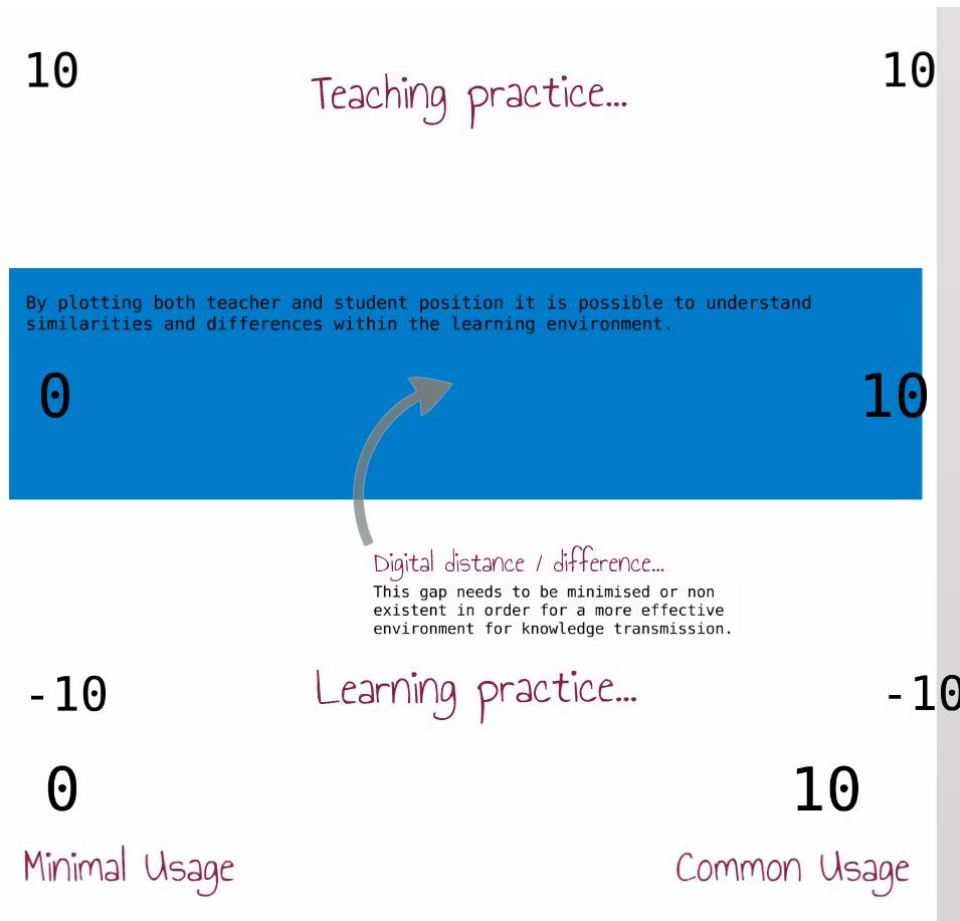 10
10
Teaching practice...
By plotting both teacher and student position it is possible to understand
similarities and differences within the learning environment.
0
10
Digital distance / difference...
This gap needs to be minimised or non
existent in order for a more effective
environment for knowledge transmission.
-10
Learning practice...
-10
0
10
Minimal Usage
Common Usage